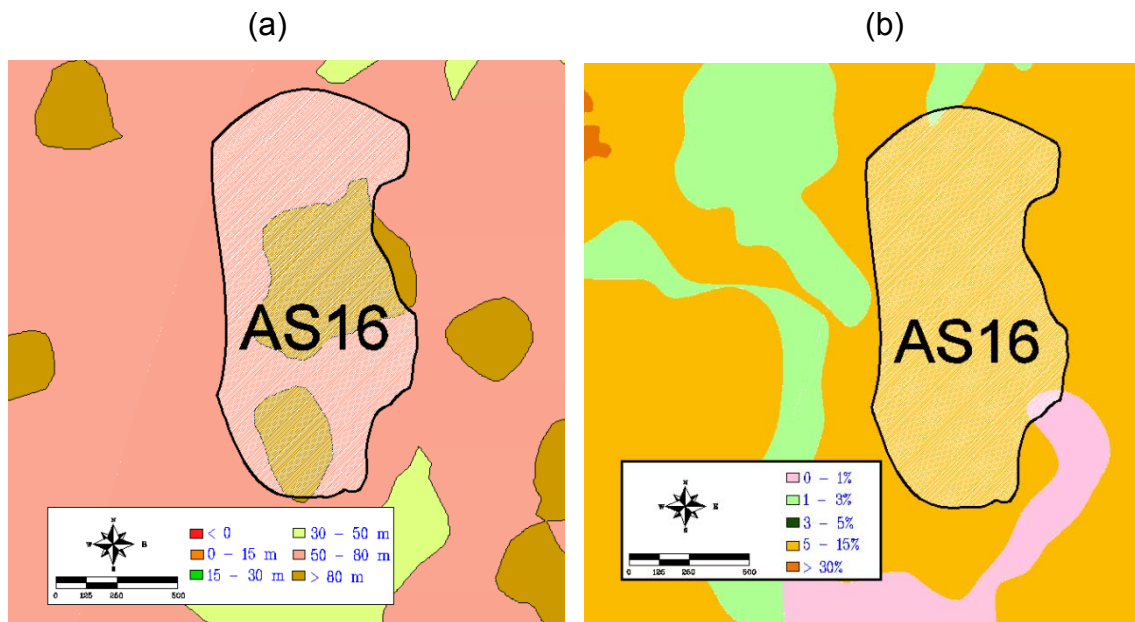 (a)
(b)
AS16
AS16
N
W
E
S
< 0
0 - 15 m
15 - 30 m
30 - 50 m
50 - 80 m
> 80 m
0 125 250 500
N
W
E
S
0 125 250 500
0 - 1%
1 - 3%
3 - 5%
5 - 15%
> 30%